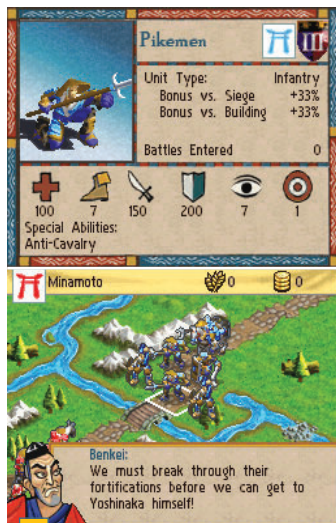 Pikemen
III
Unit Type: Infantry
Bonus vs. Siege +33%
Bonus vs. Building +33%
Battles Entered 0
100 7 150 200 7 1
Special Abilities:
Anti-Cavalry
Minamoto 0 0
Benkei:
We must break through their
fortifications before we can get to
Yoshinaka himself!